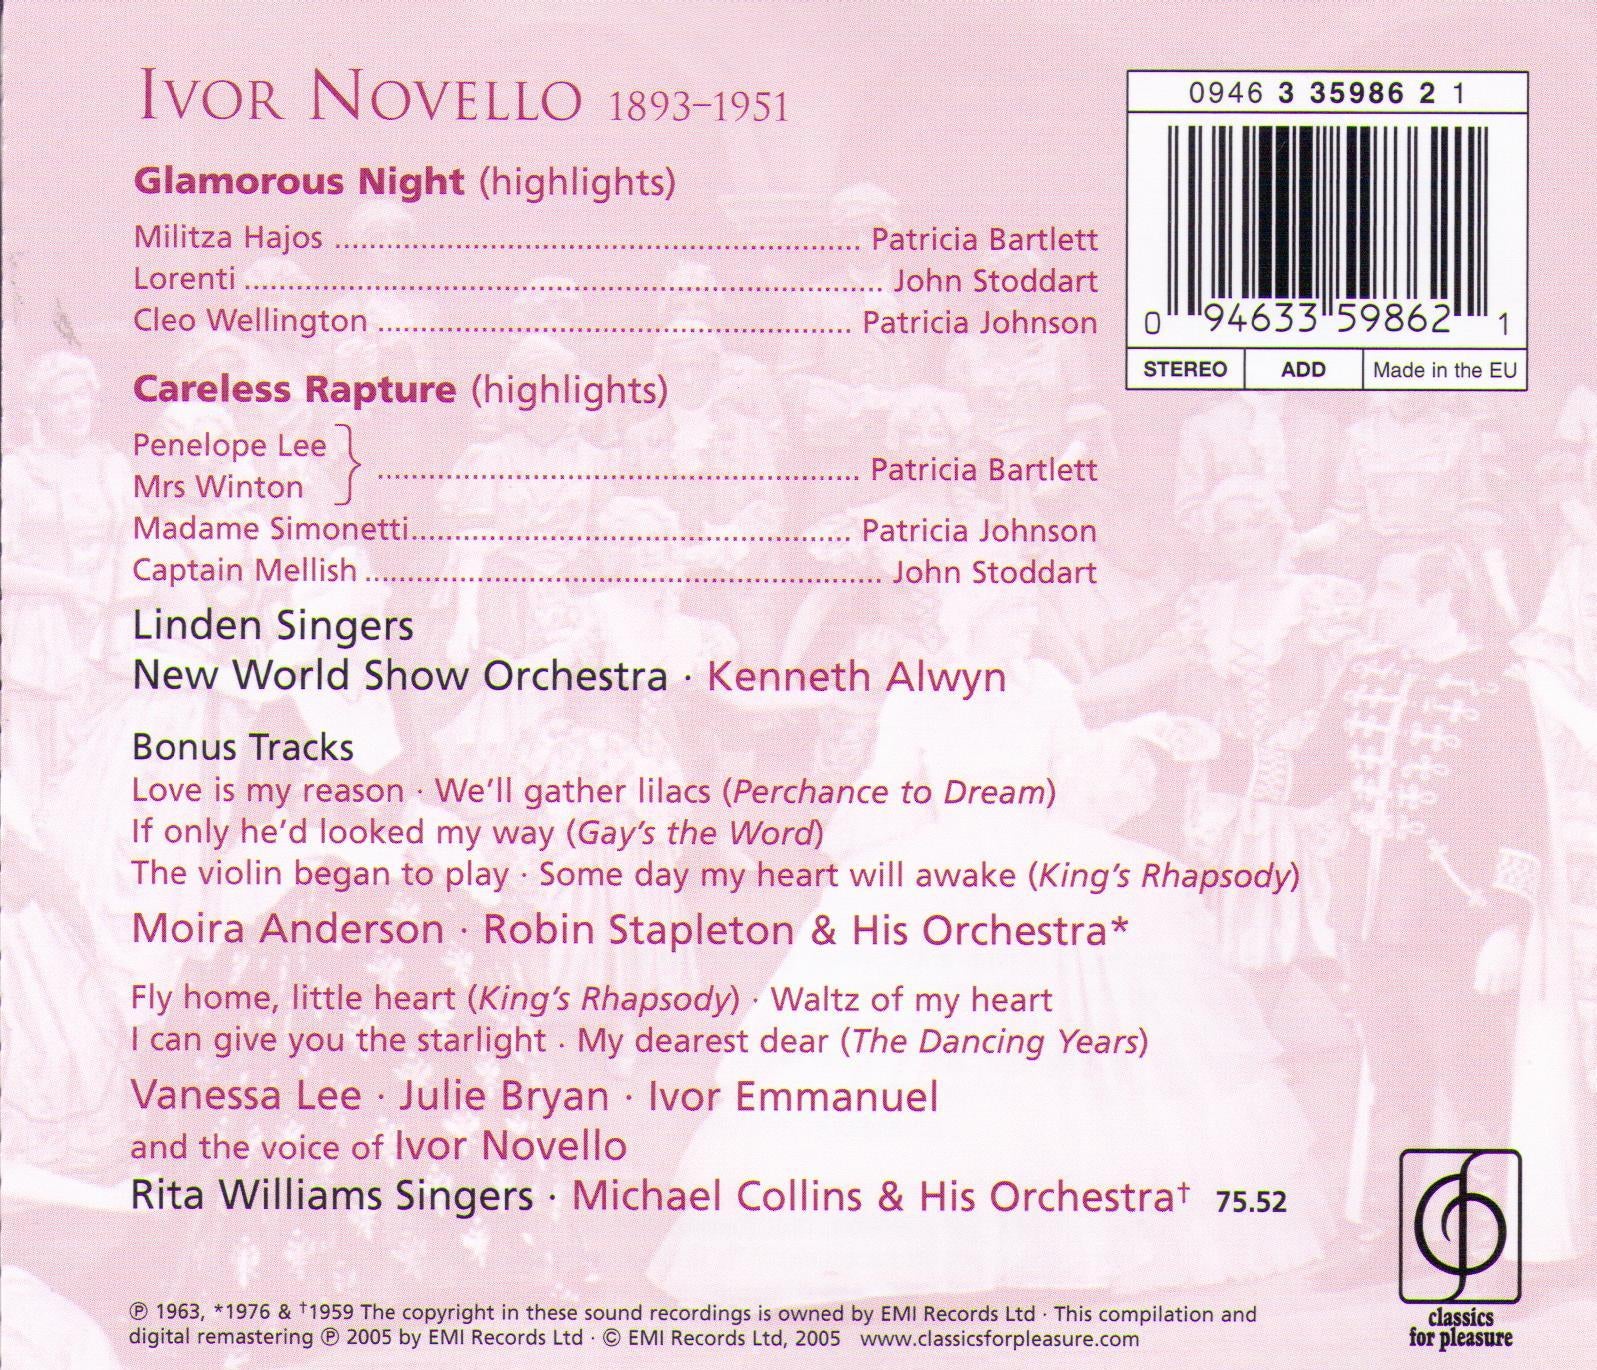 IVOR NOVELLO 1893–1951
0946 3 35986 2 1
0 94633 59862 1
STEREO ADD Made in the EU
Glamorous Night (highlights)
Militza Hajos ........ Patricia Bartlett
Lorenti ........ John Stoddart
Cleo Wellington ........ Patricia Johnson
Careless Rapture (highlights)
Penelope Lee
Mrs Winton } ........ Patricia Bartlett
Madame Simonetti........ Patricia Johnson
Captain Mellish ........ John Stoddart
Linden Singers
New World Show Orchestra · Kenneth Alwyn
Bonus Tracks
Love is my reason · We'll gather lilacs (Perchance to Dream)
If only he'd looked my way (Gay's the Word)
The violin began to play · Some day my heart will awake (King's Rhapsody)
Moira Anderson · Robin Stapleton & His Orchestra*
Fly home, little heart (King's Rhapsody) · Waltz of my heart
I can give you the starlight · My dearest dear (The Dancing Years)
Vanessa Lee · Julie Bryan · Ivor Emmanuel
and the voice of Ivor Novello
Rita Williams Singers · Michael Collins & His Orchestra† 75.52
℗ 1963, *1976 & †1959 The copyright in these sound recordings is owned by EMI Records Ltd · This compilation and
digital remastering ℗ 2005 by EMI Records Ltd · © EMI Records Ltd, 2005 www.classicsforpleasure.com
classics
for pleasure